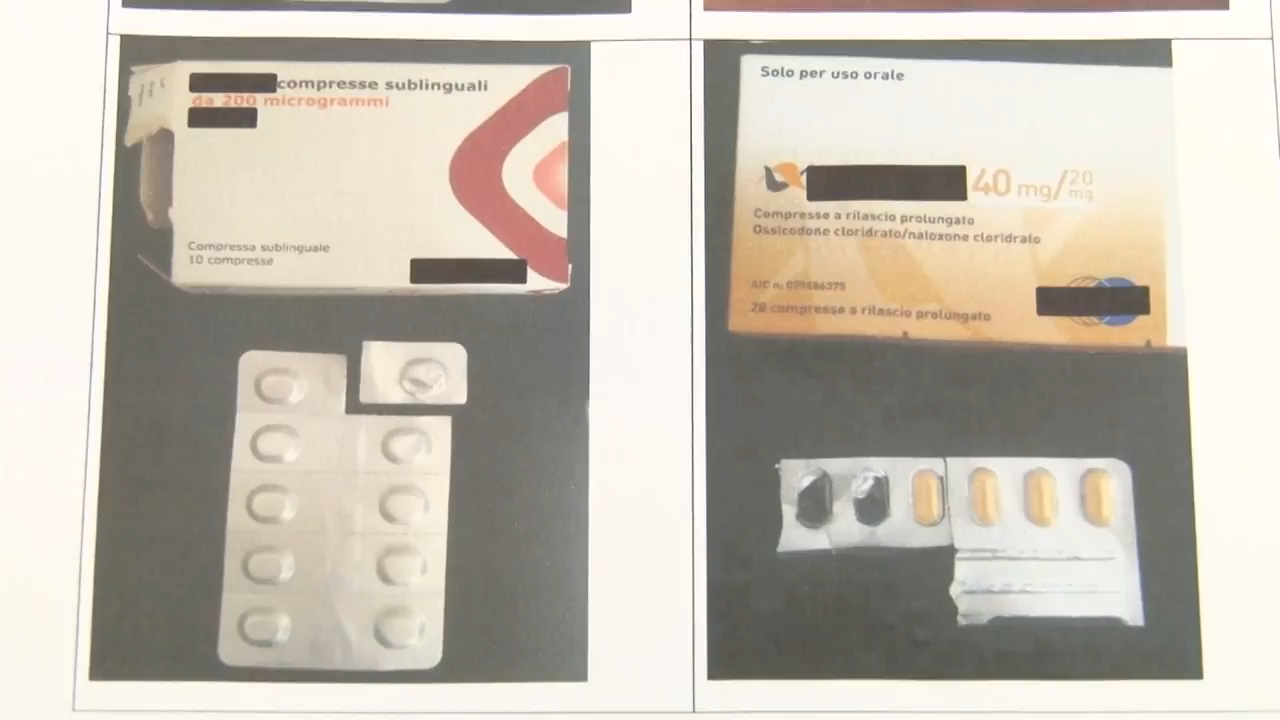 compresse sublinguali
da 200 microgrammi
Compressa sublinguale
10 compresse
Solo per uso orale
40 mg/20 mg
Compresse a rilascio prolungato
Ossicodone cloridrato/naloxone cloridrato
AIC n.
28 compresse a rilascio prolungato